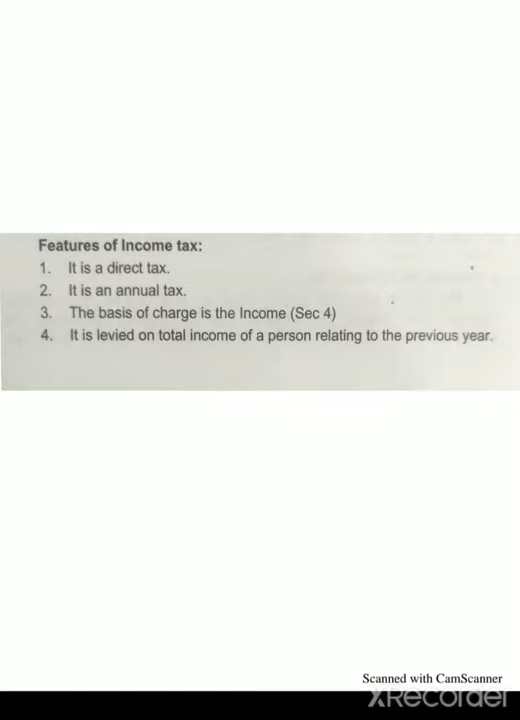 Features of Income tax:
1. It is a direct tax.
2. It is an annual tax.
3. The basis of charge is the Income (Sec 4)
4. It is levied on total income of a person relating to the previous year.
Scanned with CamScanner
XRecorder